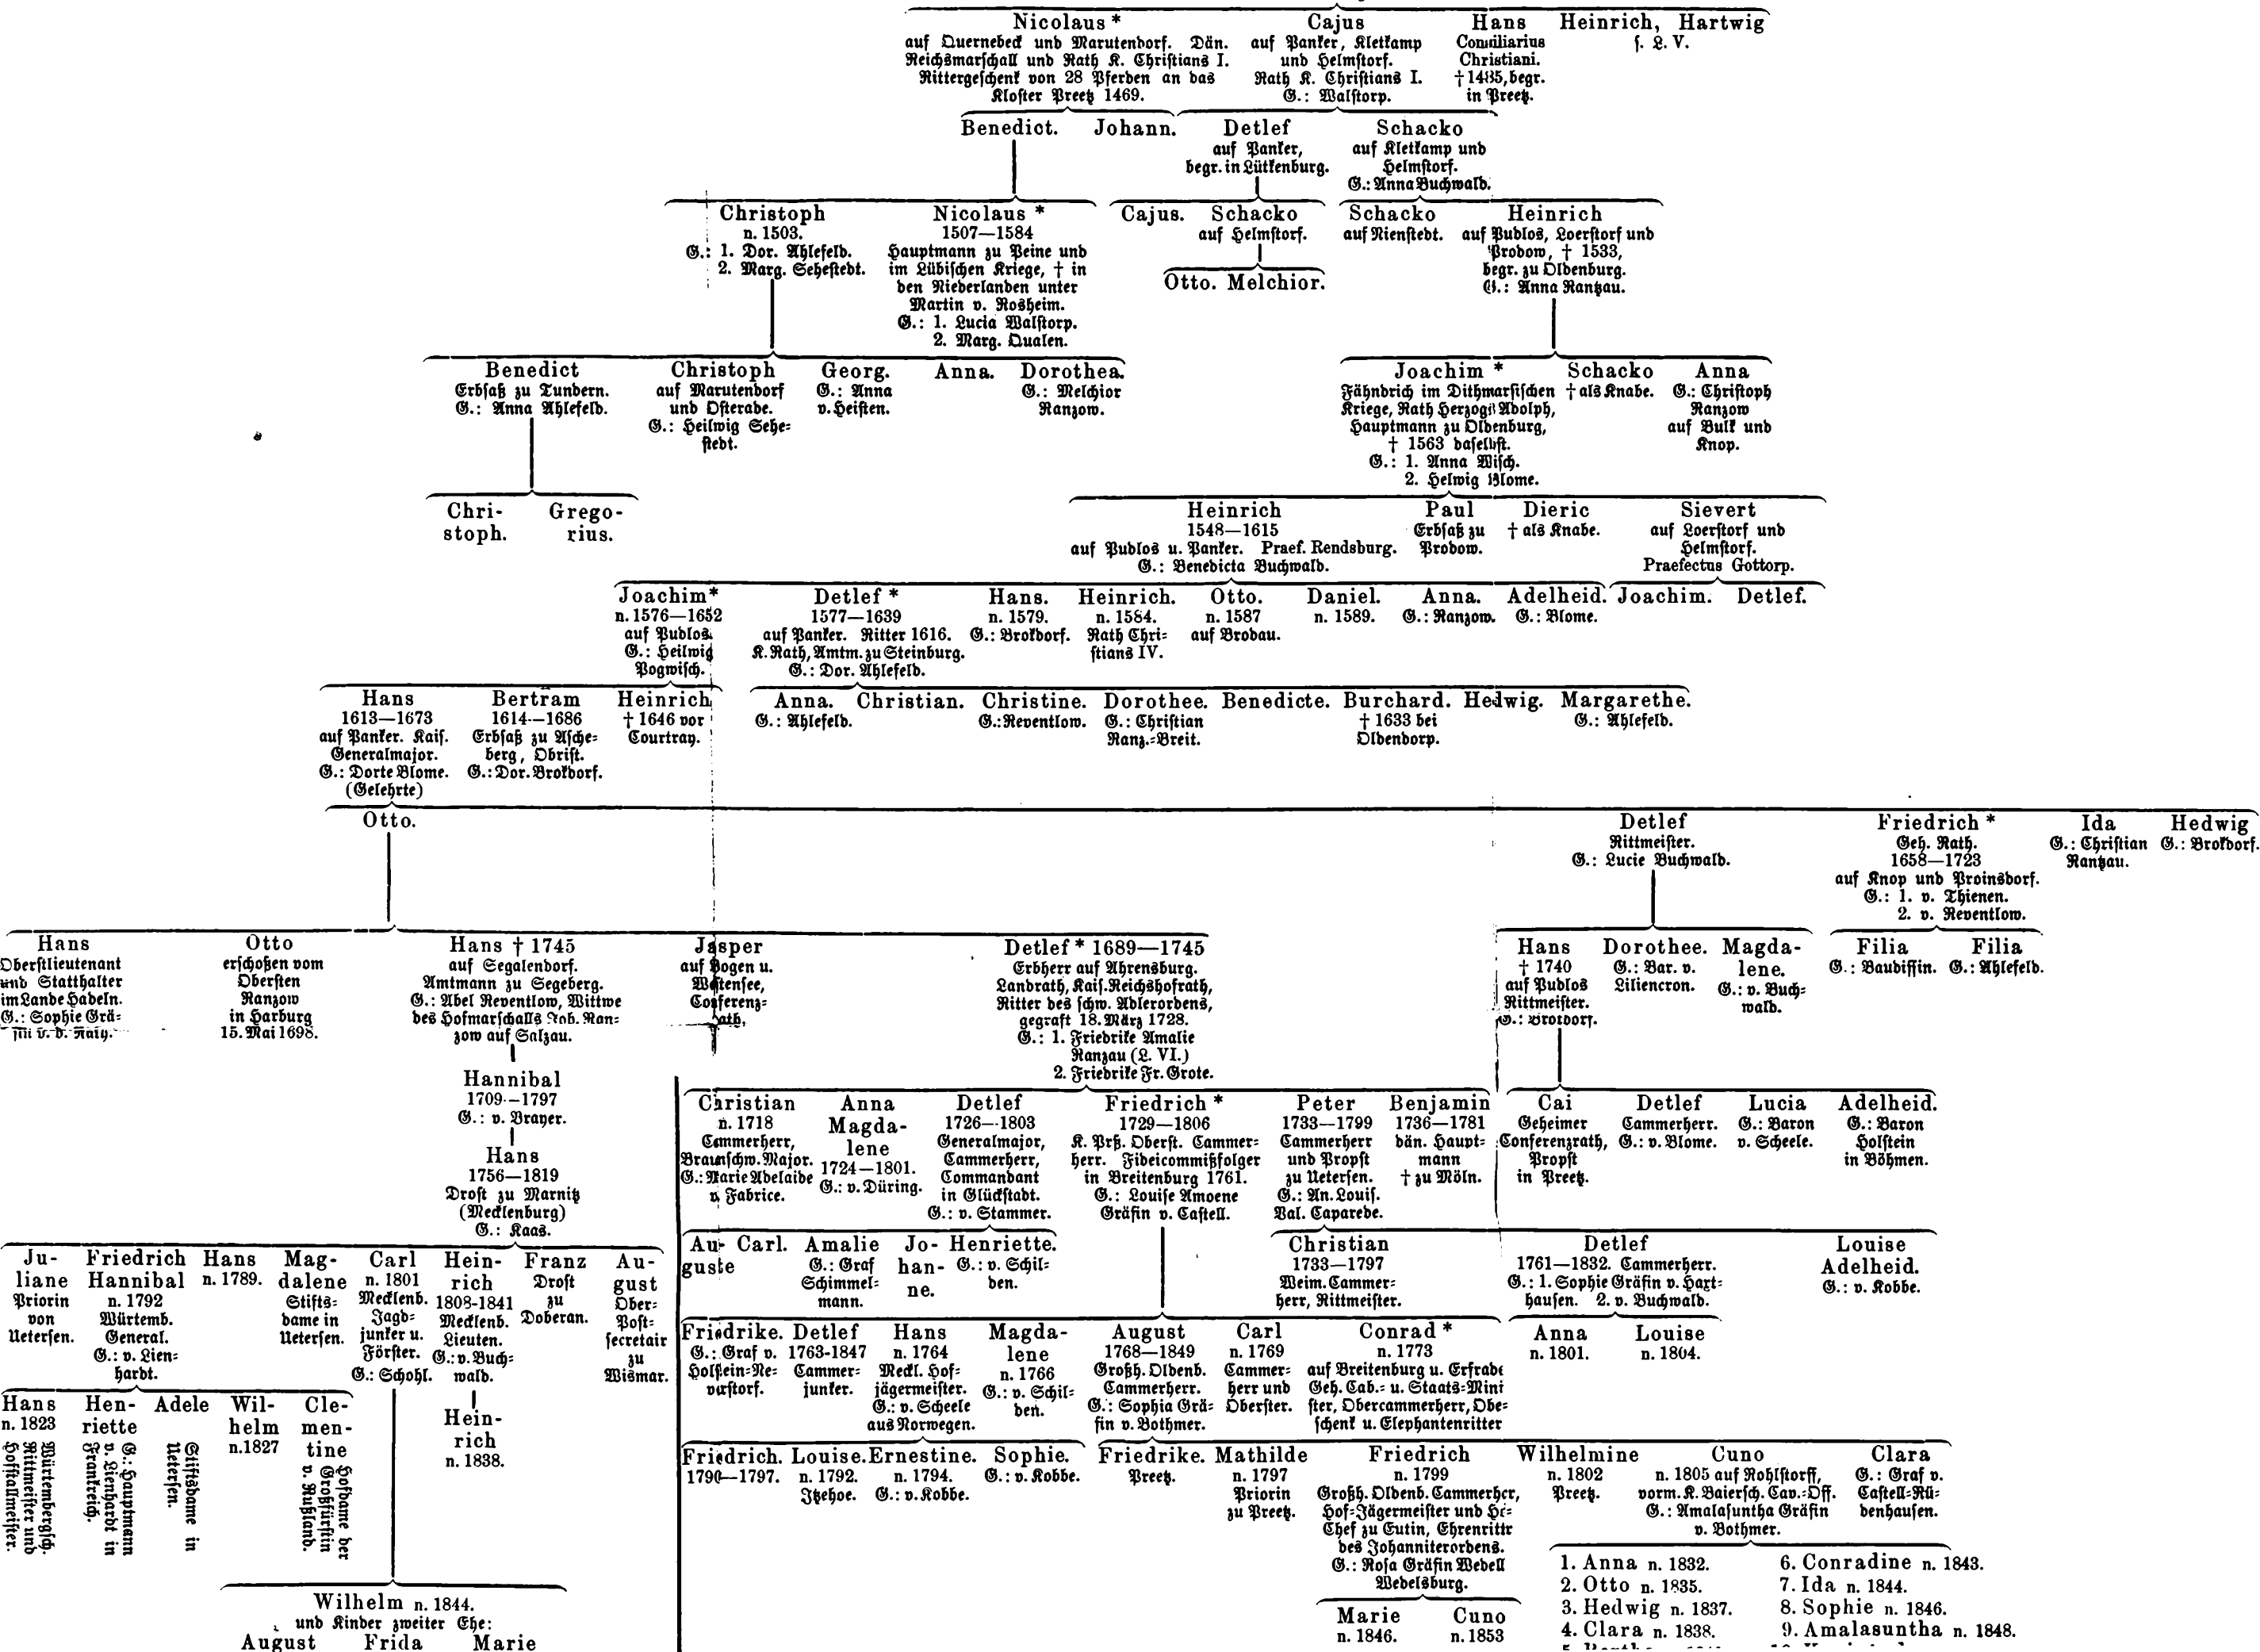 Nicolaus *
auf Quernebeck und Marutendorf. Dän.
Reichsmarschall und Rath K. Christians I.
Rittergeschenk von 28 Pferden an das
Kloster Preetz 1469.
Cajus
auf Panker, Kletkamp
und Helmstorf.
Rath K. Christians I.
G.: Walstorp.
Hans
Consiliarius
Christiani.
† 1485, begr.
in Preetz.
Heinrich, Hartwig
s. L. V.
Benedict. Johann.
Detlef
auf Panker,
begr. in Lütkenburg.
Schacko
auf Kletkamp und
Helmstorf.
G.: Anna Buchwald.
Christoph
n. 1503.
G.: 1. Dor. Ahlefeld.
2. Marg. Sehestedt.
Nicolaus *
1507—1584
Hauptmann zu Peine und
im Lübischen Kriege, † in
den Niederlanden unter
Martin v. Rosheim.
G.: 1. Lucia Walstorp.
2. Marg. Qualen.
Cajus.
Schacko
auf Helmstorf.
Schacko
auf Nienstedt.
Heinrich
auf Publos, Loerstorf und
Probow, † 1533,
begr. zu Oldenburg.
G.: Anna Rantzau.
Otto. Melchior.
Benedict
Erbsaß zu Tundern.
G.: Anna Ahlefeld.
Christoph
auf Marutendorf
und Osterade.
G.: Heilwig Sehe-
stedt.
Georg.
G.: Anna
v. Heisten.
Anna.
Dorothea.
G.: Melchior
Ranzow.
Joachim *
Fähndrich im Dithmarsischen
Kriege, Rath Herzogs Adolph,
Hauptmann zu Oldenburg,
† 1563 daselbst.
G.: 1. Anna Wisch.
2. Helwig Blome.
Schacko
† als Knabe.
Anna
G.: Christoph
Ranzow
auf Bulk und
Knop.
Chri-
stoph.
Grego-
rius.
Heinrich
1548—1615
auf Publos u. Panker. Praef. Rendsburg.
G.: Benedicta Buchwald.
Paul
Erbsaß zu
Probow.
Dieric
† als Knabe.
Sievert
auf Loerstorf und
Helmstorf.
Praefectus Gottorp.
Joachim*
n. 1576—1652
auf Publos.
G.: Heilwig
Pogwisch.
Detlef *
1577—1639
auf Panker. Ritter 1616.
K. Rath, Amtm. zu Steinburg.
G.: Dor. Ahlefeld.
Hans.
n. 1579.
G.: Brokdorf.
Heinrich.
n. 1584.
Rath Chri-
stians IV.
Otto.
n. 1587
auf Brobau.
Daniel.
n. 1589.
Anna.
G.: Ranzow.
Adelheid.
G.: Blome.
Joachim. Detlef.
Hans
1613—1673
auf Panker. Kais.
Generalmajor.
G.: Dorte Blome.
(Gelehrte)
Bertram
1614—1686
Erbsaß zu Asche-
berg, Obrist.
G.: Dor. Brokdorf.
Heinrich
† 1646 vor
Courtray.
Anna.
G.: Ahlefeld.
Christian.
Christine.
G.: Reventlow.
Dorothee.
G.: Christian
Ranz.-Breit.
Benedicte.
Burchard.
† 1633 bei
Oldendorp.
Hedwig.
Margarethe.
G.: Ahlefeld.
Otto.
Detlef
Rittmeister.
G.: Lucie Buchwald.
Friedrich *
Geh. Rath.
1658—1723
auf Knop und Proinsdorf.
G.: 1. v. Thienen.
2. v. Reventlow.
Ida
G.: Christian
Rantzau.
Hedwig
G.: Brokdorf.
Hans
Oberstlieutenant
und Statthalter
im Lande Hadeln.
G.: Sophie Grä-
Otto
erschoßen vom
Obersten
Ranzow
in Harburg
15. Mai 1698.
Hans † 1745
auf Segalendorf.
Amtmann zu Segeberg.
G.: Abel Reventlow, Wittwe
des Hofmarschalls Joh. Ran-
zow auf Salzau.
Jasper
auf Bogen u.
Westensee,
Conferenz-
rath.
Detlef * 1689—1745
Erbherr auf Ahrensburg.
Landrath, Kais. Reichshofrath,
Ritter des schw. Adlerordens,
gegraft 18. März 1728.
G.: 1. Friedrike Amalie
Ranzau (L. VI.)
2. Friedrike Fr. Grote.
Hans
† 1740
auf Publos
Rittmeister.
G.: Brokdorf.
Dorothee.
G.: Bar. v.
Liliencron.
Magda-
lene.
G.: v. Buch-
wald.
Filia
G.: Baudissin.
Filia
G.: Ahlefeld.
Hannibal
1709—1797
G.: v. Brayer.
Hans
1756—1819
Drost zu Marnitz
(Mecklenburg)
G.: Kaas.
Christian
n. 1718
Cammerherr,
Braunschw. Major.
G.: Marie Adelaide
v. Fabrice.
Anna
Magda-
lene
1724—1801.
G.: v. Düring.
Detlef
1726—1803
Generalmajor,
Cammerherr,
Commandant
in Glückstadt.
G.: v. Stammer.
Friedrich *
1729—1806
K. Prß. Oberst. Cammer-
herr. Fideicommißfolger
in Breitenburg 1761.
G.: Louise Amoene
Gräfin v. Castell.
Peter
1733—1799
Cammerherr
und Propst
zu Uetersen.
G.: An. Louis.
Val. Caparede.
Benjamin
1736—1781
dän. Haupt-
mann
† zu Möln.
Cai
Geheimer
Conferenzrath,
Propst
in Preetz.
Detlef
Cammerherr.
G.: v. Blome.
Lucia
G.: Baron
v. Scheele.
Adelheid.
G.: Baron
Holstein
in Böhmen.
Ju-
liane
Priorin
von
Uetersen.
Friedrich
Hannibal
n. 1792
Würtemb.
General.
G.: v. Lien-
hardt.
Hans
n. 1789.
Mag-
dalene
Stifts-
dame in
Uetersen.
Carl
n. 1801
Mecklenb.
Jagd-
junker u.
Förster.
G.: Schohl.
Hein-
rich
1808-1841
Mecklenb.
Lieuten.
G.: v. Buch-
wald.
Franz
Drost
zu
Doberan.
Au-
gust
Ober-
Post-
secretair
zu
Wismar.
Au-
guste
Carl.
Amalie
G.: Graf
Schimmel-
mann.
Jo-
han-
ne.
Henriette.
G.: v. Schil-
den.
Christian
1733—1797
Weim. Cammer-
herr, Rittmeister.
Detlef
1761—1832. Cammerherr.
G.: 1. Sophie Gräfin v. Haxt-
hausen. 2. v. Buchwald.
Louise
Adelheid.
G.: v. Kobbe.
Friedrike.
G.: Graf v.
Holstein-Ne-
verstorf.
Detlef
1763-1847
Cammer-
junker.
Hans
n. 1764
Meckl. Hof-
jägermeister.
G.: v. Scheele
aus Norwegen.
Magda-
lene
n. 1766
G.: v. Schil-
den.
August
1768—1849
Großh. Oldenb.
Cammerherr.
G.: Sophia Grä-
fin v. Bothmer.
Carl
n. 1769
Cammer-
herr und
Oberster.
Conrad *
n. 1773
auf Breitenburg u. Erfrade
Geh. Cab.- u. Staats-Mini
ster, Obercammerherr, Obe-
schenk u. Elephantenritter
Anna
n. 1801.
Louise
n. 1804.
Hans
n. 1823
Würtembergsch.
Rittmeister und
Hofstallmeister.
Hen-
riette
G.: Hauptmann
v. Lienhardt in
Frankreich.
Adele
Stiftsdame in
Uetersen.
Wil-
helm
n. 1827
Cle-
men-
tine
Hofdame der
Großfürstin
v. Rußland.
Hein-
rich
n. 1838.
Friedrich.
1790—1797.
Louise.
n. 1792.
Itzehoe.
Ernestine.
n. 1794.
G.: v. Kobbe.
Sophie.
G.: v. Kobbe.
Friedrike.
Preetz.
Mathilde
n. 1797
Priorin
zu Preetz.
Friedrich
n. 1799
Großh. Oldenb. Cammerher,
Hof-Jägermeister und H
Chef zu Eutin, Ehrenrittr
des Johanniterordens.
G.: Rosa Gräfin Wedell
Wedelsburg.
Wilhelmine
n. 1802
Preetz.
Cuno
n. 1805 auf Rohlstorff,
vorm. K. Baiersch. Cav.-Off.
G.: Amalasuntha Gräfin
v. Bothmer.
Clara
G.: Graf v.
Castell-Rü-
denhausen.
Wilhelm n. 1844.
und Kinder zweiter Ehe:
August Frida Marie
Marie
n. 1846.
Cuno
n. 1853
1. Anna n. 1832.
2. Otto n. 1835.
3. Hedwig n. 1837.
4. Clara n. 1838.
6. Conradine n. 1843.
7. Ida n. 1844.
8. Sophie n. 1846.
9. Amalasuntha n. 1848.